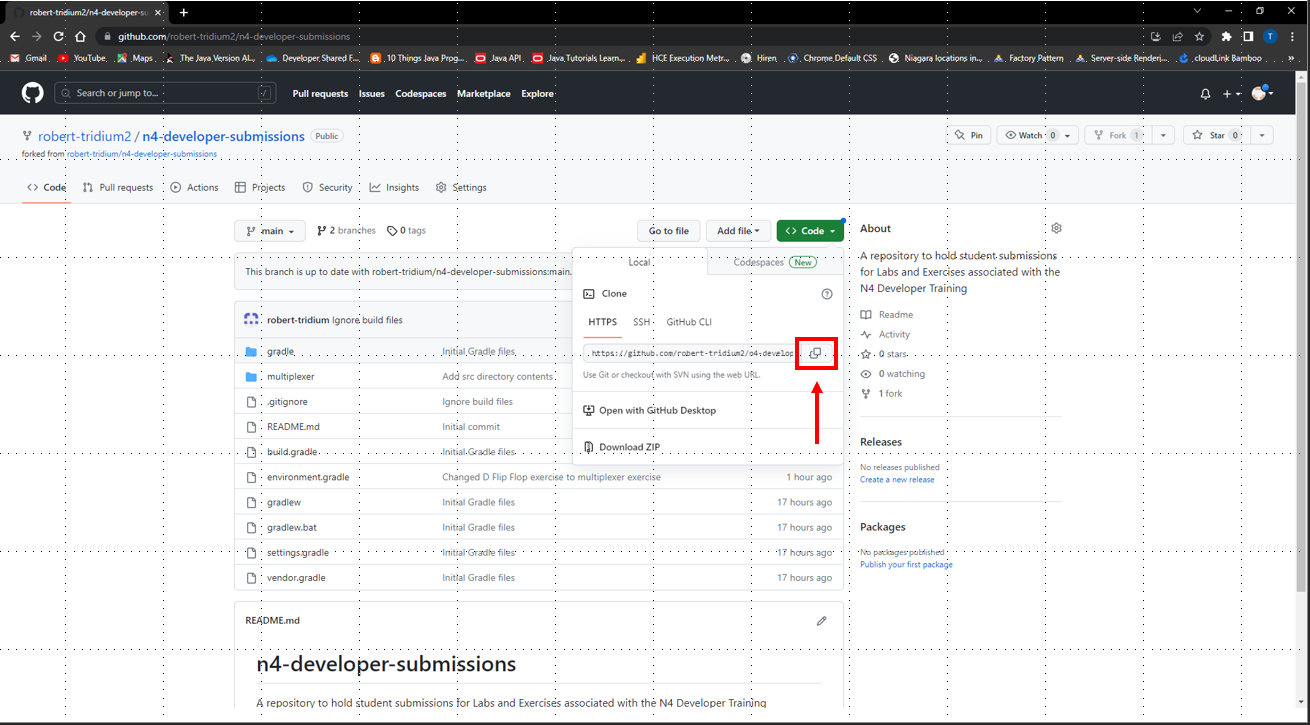 robert-tridium2/n4-developer-su
github.com/robert-tridium2/n4-developer-submissions
Gmail YouTube Maps The Java Version Al... Developer Shared F... 10 Things Java Prog... Java API Java Tutorials Learn... HCE Execution Metr... Hiren Chrome Default CSS Niagara locations in... Factory Pattern Server-side Renderi... cloudLink Bamboo »
Search or jump to... / Pull requests Issues Codespaces Marketplace Explore
robert-tridium2 / n4-developer-submissions Public Pin Watch 0 Fork 1 Star 0
forked from robert-tridium/n4-developer-submissions
Code Pull requests Actions Projects Security Insights Settings
main 2 branches 0 tags Go to file Add file Code
This branch is up to date with robert-tridium/n4-developer-submissions:main.
robert-tridium Ignore build files
gradle Initial Gradle files
multiplexer Add src directory contents
.gitignore Ignore build files
README.md Initial commit
build.gradle Initial Gradle files
environment.gradle Changed D Flip Flop exercise to multiplexer exercise 1 hour ago
gradlew Initial Gradle files 17 hours ago
gradlew.bat Initial Gradle files 17 hours ago
settings.gradle Initial Gradle files 17 hours ago
vendor.gradle Initial Gradle files 17 hours ago
Local Codespaces New
Clone
HTTPS SSH GitHub CLI
https://github.com/robert-tridium2/n4-develop
Use Git or checkout with SVN using the web URL.
Open with GitHub Desktop
Download ZIP
About
A repository to hold student submissions
for Labs and Exercises associated with the
N4 Developer Training
Readme
Activity
0 stars
0 watching
1 fork
Releases
No releases published
Create a new release
Packages
No packages published
Publish your first package
README.md
n4-developer-submissions
A repository to hold student submissions for Labs and Exercises associated with the N4 Developer Training